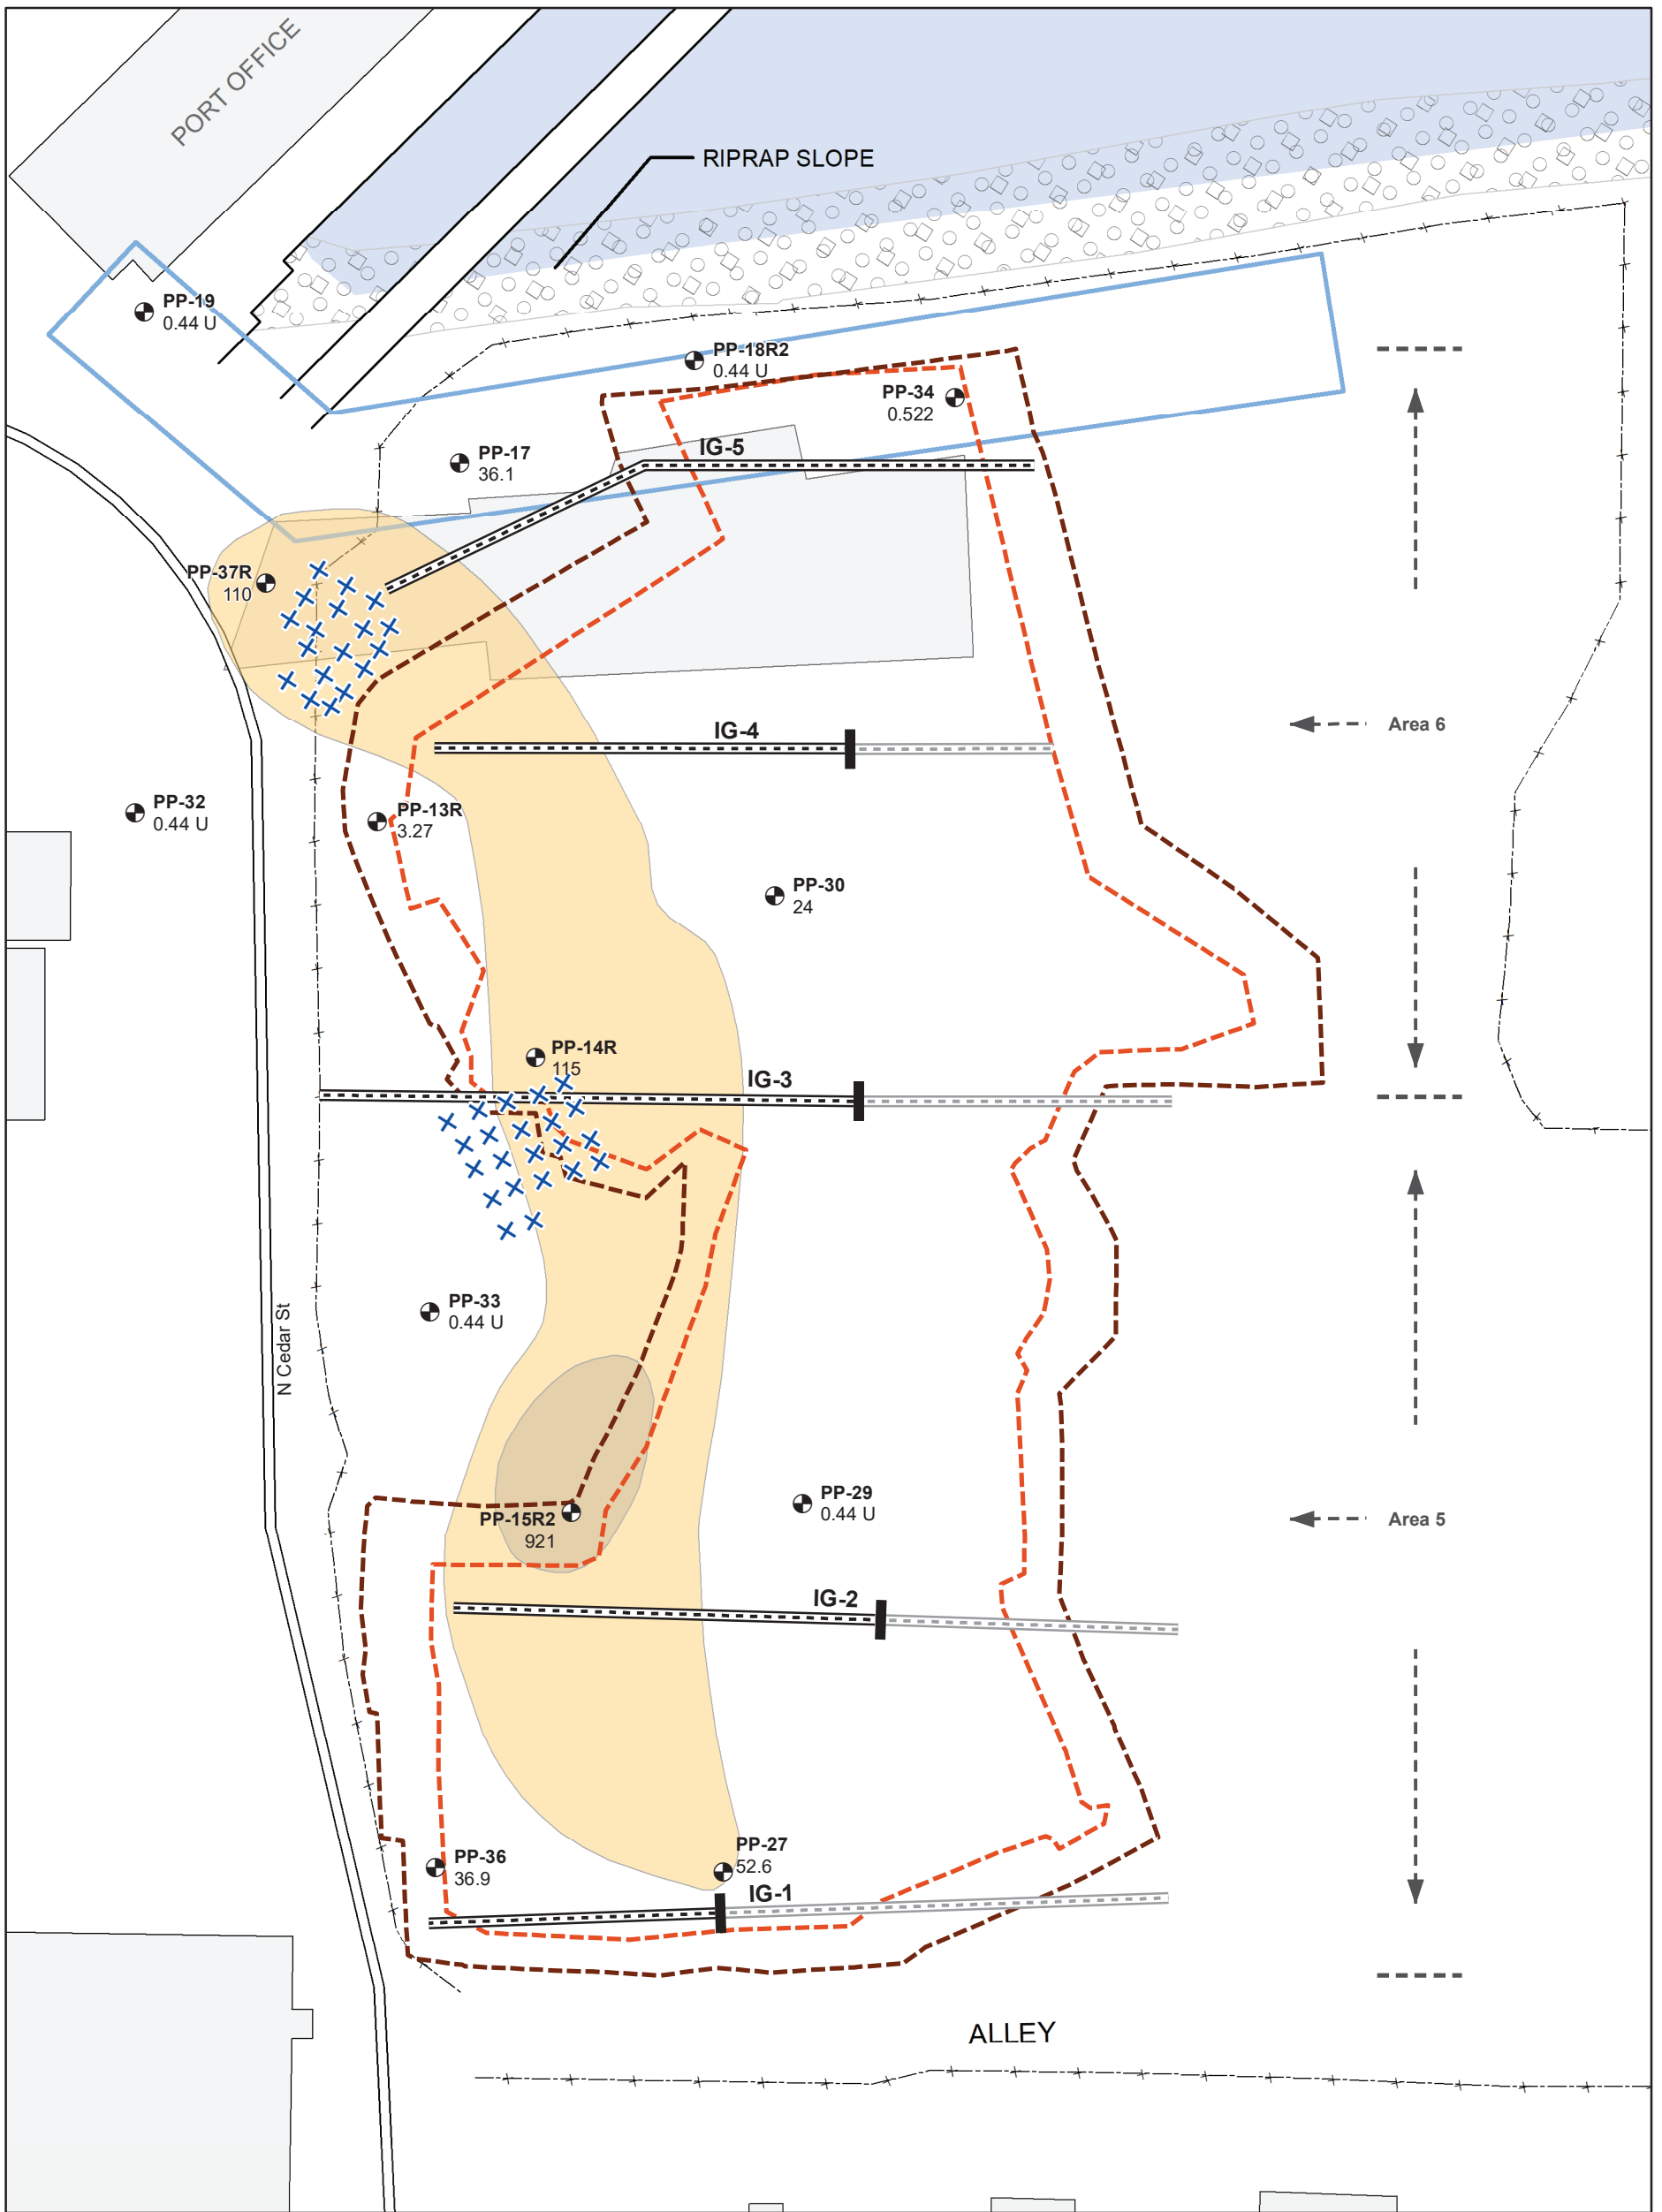 PORT OFFICE
RIPRAP SLOPE
PP-19
0.44 U
PP-18R2
0.44 U
PP-34
0.522
IG-5
PP-17
36.1
PP-37R
110
IG-4
Area 6
PP-32
0.44 U
PP-13R
3.27
PP-30
24
PP-14R
115
IG-3
PP-33
0.44 U
N Cedar St
PP-29
0.44 U
Area 5
PP-15R2
921
IG-2
PP-27
52.6
PP-36
36.9
IG-1
ALLEY